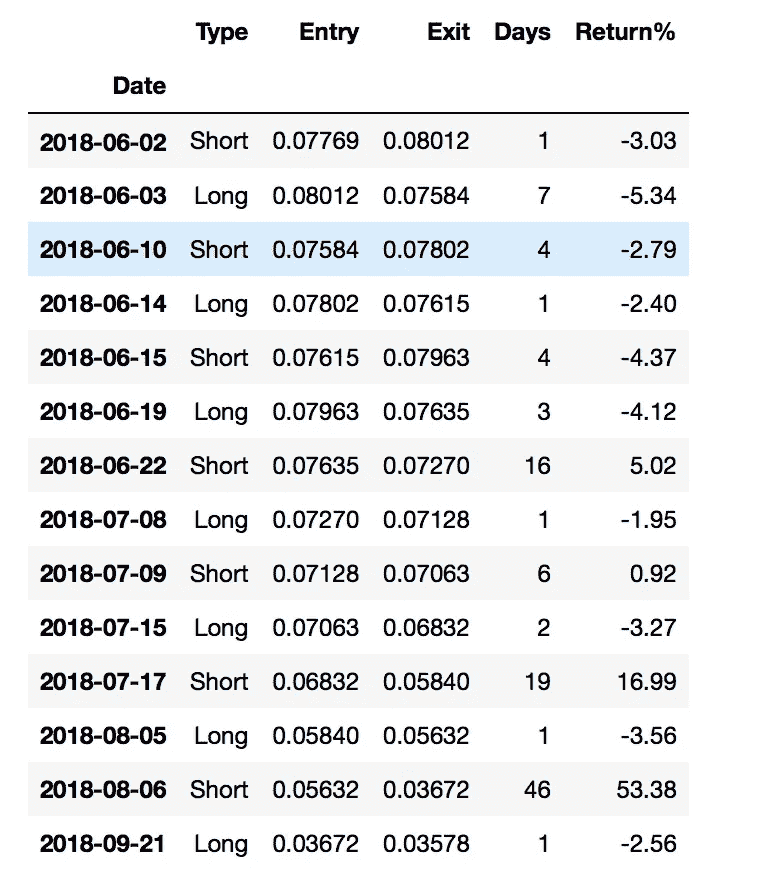 Type Entry Exit Days Return%
Date
2018-06-02 Short 0.07769 0.08012 1 -3.03
2018-06-03 Long 0.08012 0.07584 7 -5.34
2018-06-10 Short 0.07584 0.07802 4 -2.79
2018-06-14 Long 0.07802 0.07615 1 -2.40
2018-06-15 Short 0.07615 0.07963 4 -4.37
2018-06-19 Long 0.07963 0.07635 3 -4.12
2018-06-22 Short 0.07635 0.07270 16 5.02
2018-07-08 Long 0.07270 0.07128 1 -1.95
2018-07-09 Short 0.07128 0.07063 6 0.92
2018-07-15 Long 0.07063 0.06832 2 -3.27
2018-07-17 Short 0.06832 0.05840 19 16.99
2018-08-05 Long 0.05840 0.05632 1 -3.56
2018-08-06 Short 0.05632 0.03672 46 53.38
2018-09-21 Long 0.03672 0.03578 1 -2.56